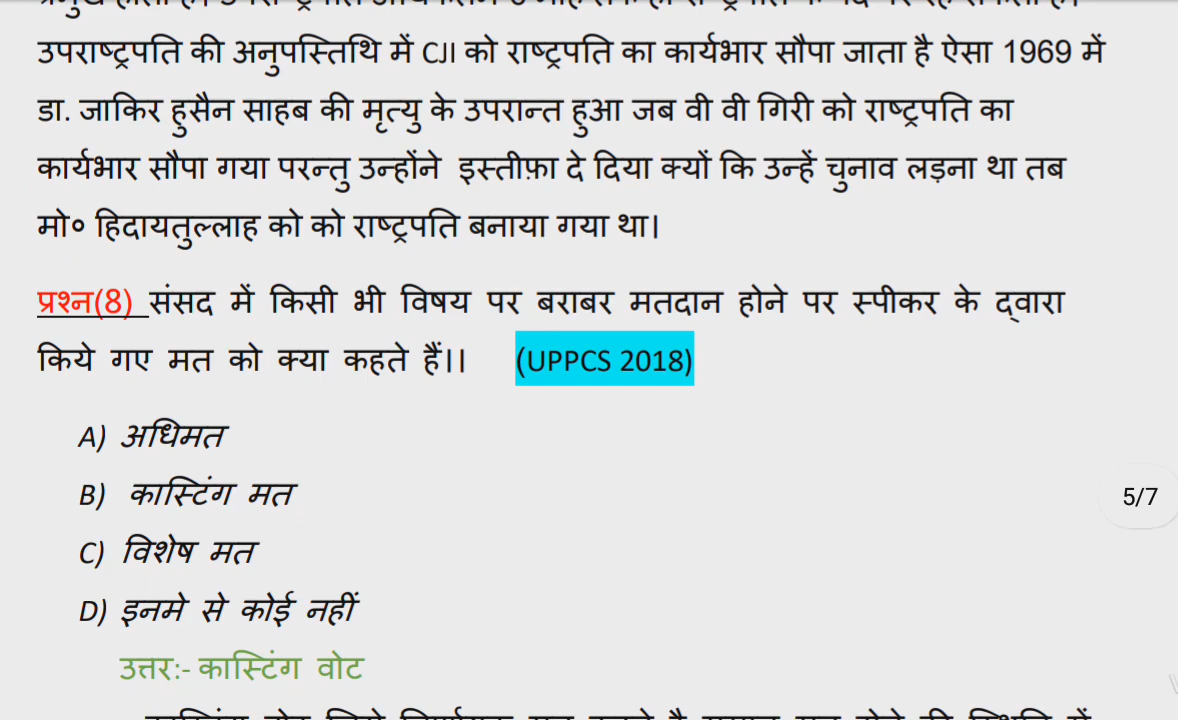 उपराष्ट्रपति की अनुपस्तिथि में CJI को राष्ट्रपति का कार्यभार सौपा जाता है ऐसा 1969 में
डा. जाकिर हुसैन साहब की मृत्यु के उपरान्त हुआ जब वी वी गिरी को राष्ट्रपति का
कार्यभार सौपा गया परन्तु उन्होंने इस्तीफ़ा दे दिया क्यों कि उन्हें चुनाव लड़ना था तब
मो० हिदायतुल्लाह को को राष्ट्रपति बनाया गया था।
प्रश्न(8) संसद में किसी भी विषय पर बराबर मतदान होने पर स्पीकर के द्वारा
किये गए मत को क्या कहते हैं।। (UPPCS 2018)
A) अधिमत
B) कास्टिंग मत
5/7
C) विशेष मत
D) इनमे से कोई नहीं
उत्तर:- कास्टिंग वोट